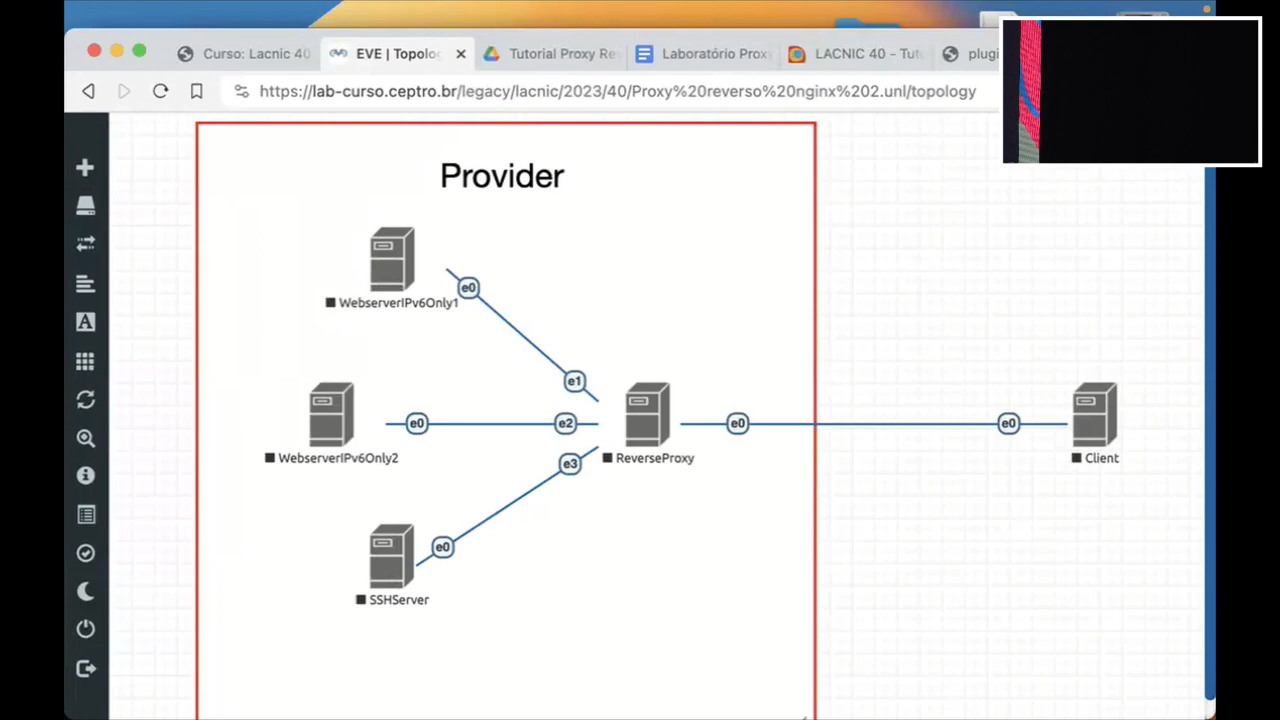 Curso: Lacnic 40
EVE | Topolo
Tutorial Proxy Re
Laboratório Prox
LACNIC 40 - Tut
plugi
https://lab-curso.ceptro.br/legacy/lacnic/2023/40/Proxy%20reverso%20nginx%202.unl/topology
Provider
e0
WebserverIPv6Only1
e1
e0
e2
e0
e0
WebserverIPv6Only2
e3
ReverseProxy
Client
e0
SSHServer